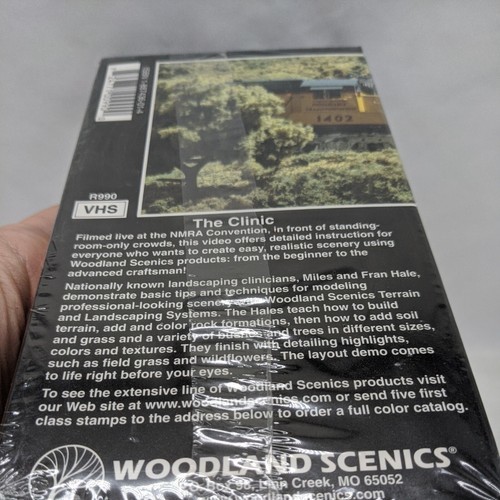 1402
R990
VHS
The Clinic
Filmed live at the NMRA Convention, in front of standing-
room-only crowds, this video offers detailed instruction for
everyone who wants to create easy, realistic scenery using
Woodland Scenics products: from the beginner to the
advanced craftsman!
Nationally known landscaping clinicians, Miles and Fran Hale,
demonstrate basic tips and techniques for modeling
professional-looking scenery with Woodland Scenics Terrain
and Landscaping Systems. The Hales teach how to build
terrain, add and color rock formations, then how to add soil
and grass and a variety of bushes and trees in different sizes,
colors and textures. They finish with detailing highlights,
such as field grass and wildflowers. The layout demo comes
to life right before your eyes.
To see the extensive line of Woodland Scenics products visit
our Web site at www.woodlandscenics.com or send five first
class stamps to the address below to order a full color catalog.
WOODLAND SCENICS®
P.O. Box 98, Linn Creek, MO 65052
www.woodlandscenics.com